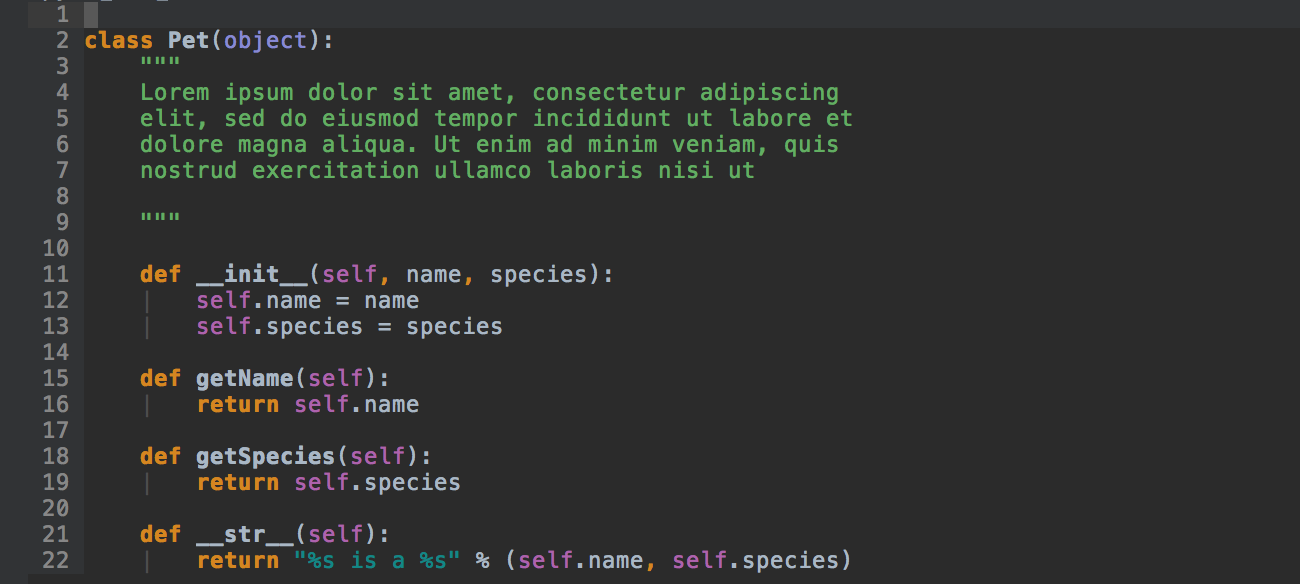 1
2 class Pet(object):
3     """
4     Lorem ipsum dolor sit amet, consectetur adipiscing
5     elit, sed do eiusmod tempor incididunt ut labore et
6     dolore magna aliqua. Ut enim ad minim veniam, quis
7     nostrud exercitation ullamco laboris nisi ut
8
9     """
10
11     def __init__(self, name, species):
12         self.name = name
13         self.species = species
14
15     def getName(self):
16         return self.name
17
18     def getSpecies(self):
19         return self.species
20
21     def __str__(self):
22         return "%s is a %s" % (self.name, self.species)